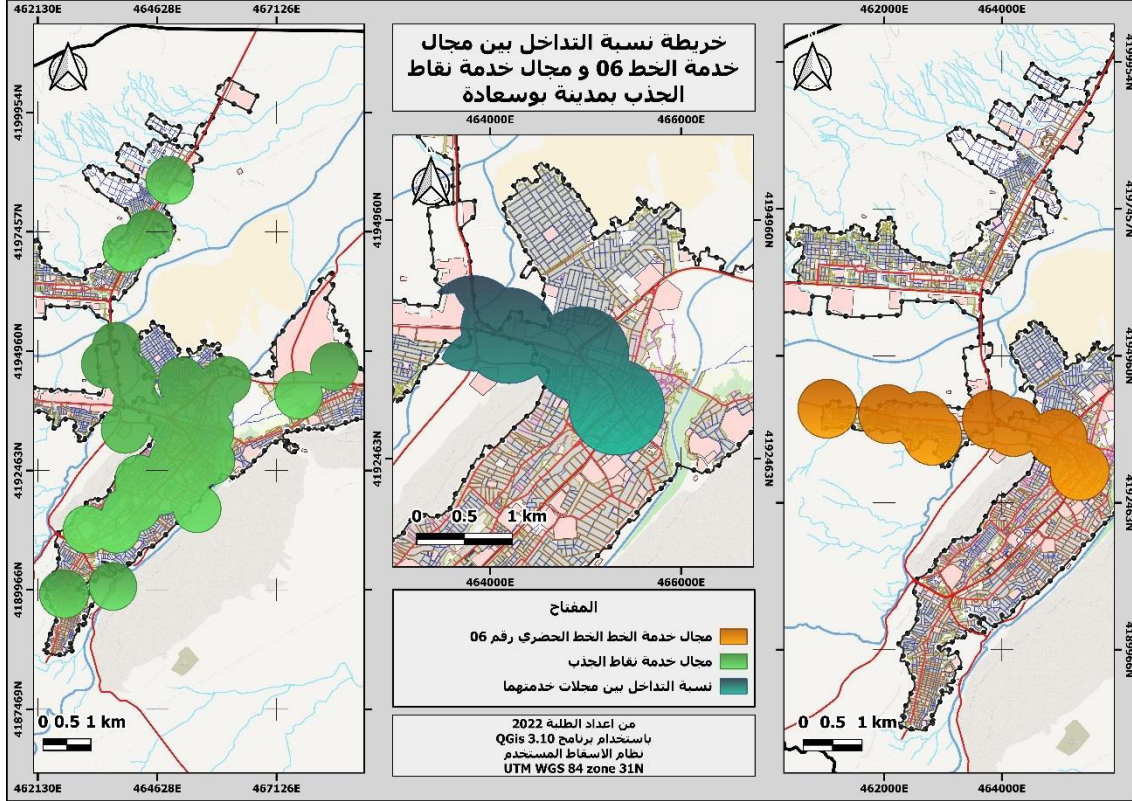 خريطة نسبة التداخل بين مجال
خدمة الخط 06 و مجال خدمة نقاط
الجذب بمدينة بوسعادة
462130E 464628E 467126E
4199954N
4197457N
4194960N
4192463N
4189966N
4187469N
0 0.5 1 km
462130E 464628E 467126E
464000E 466000E
4194960N 4194960N
4192463N 4192463N
0 0.5 1 km
464000E 466000E
462000E 464000E
4199954N
4197457N
4194960N
4192463N
4189966N
0 0.5 1 km
462000E 464000E
المفتاح
مجال خدمة الخط الخط الحضري رقم 06
مجال خدمة نقاط الجذب
نسبة التداخل بين مجلات خدمتهما
من اعداد الطلبة 2022
باستخدام برنامج QGis 3.10
نظام الاسقاط المستخدم
UTM WGS 84 zone 31N